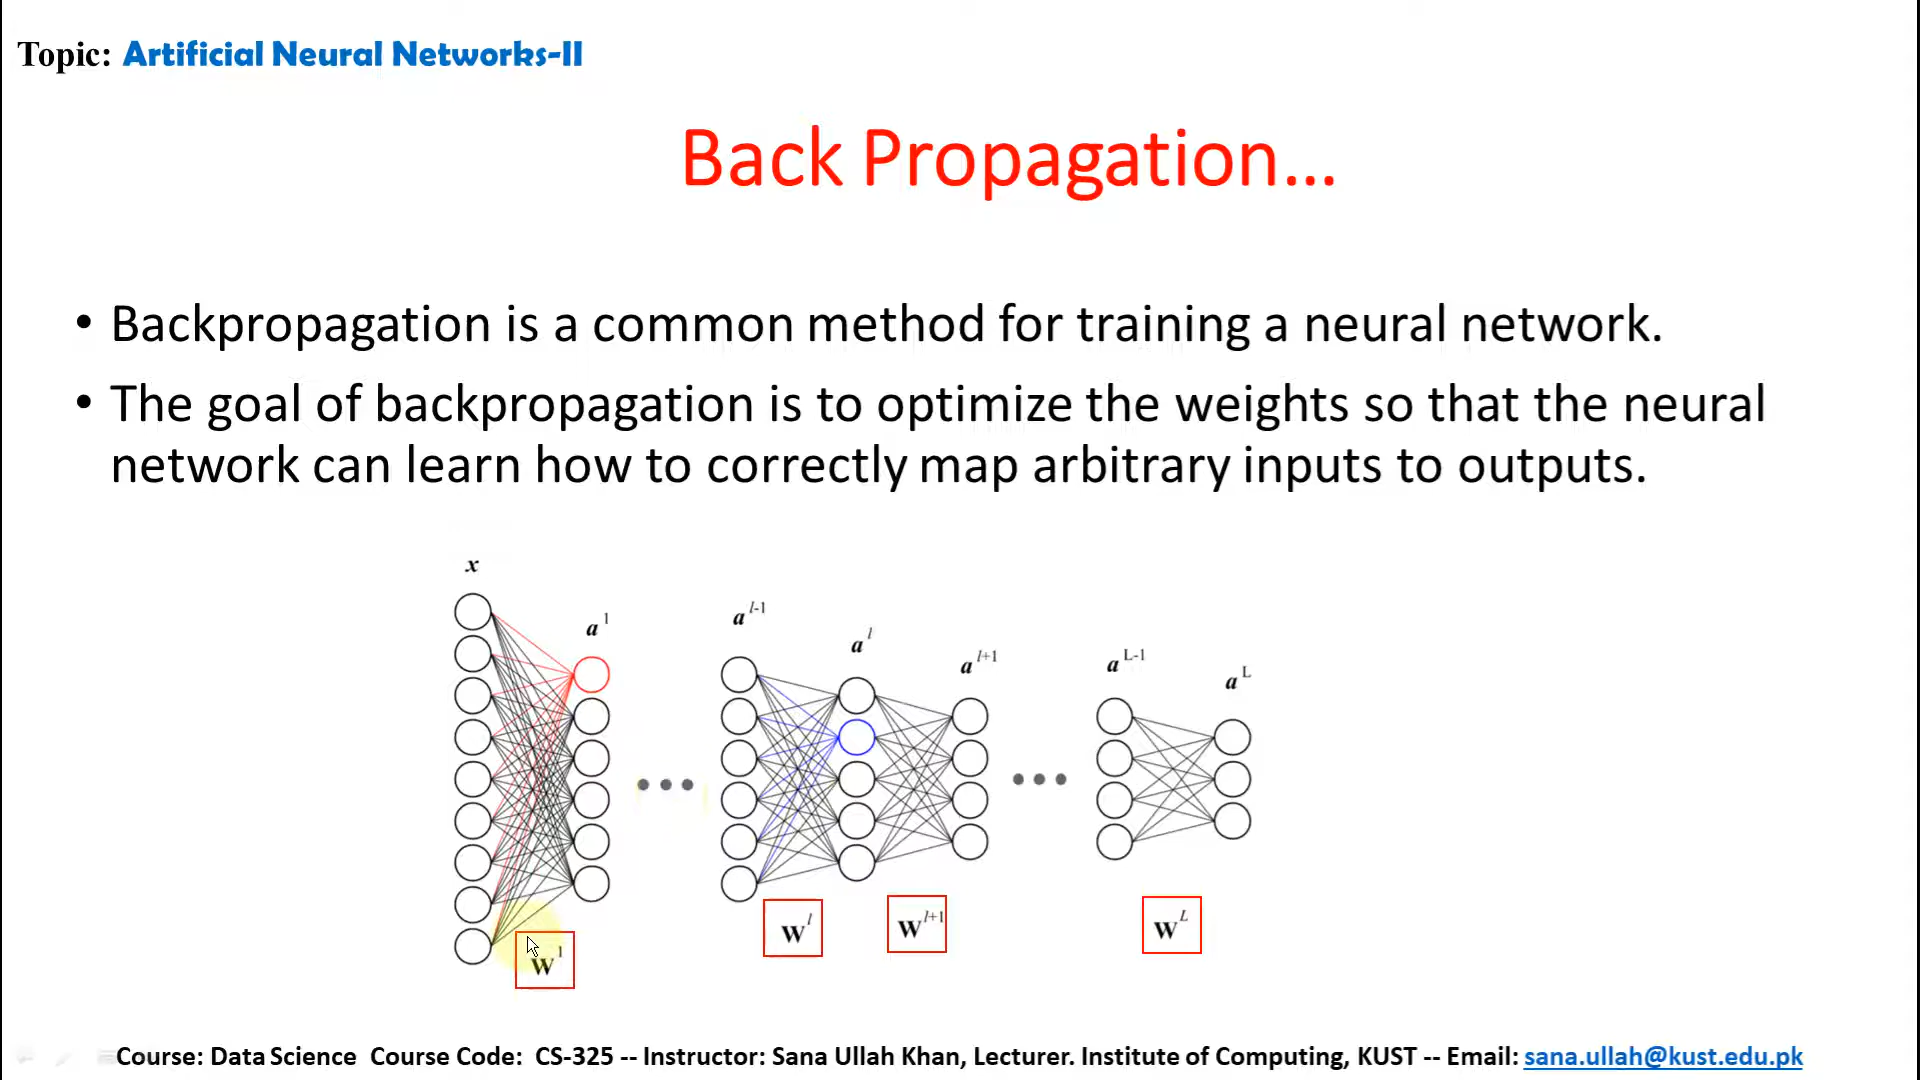 Topic: Artificial Neural Networks-II
Back Propagation...
• Backpropagation is a common method for training a neural network.
• The goal of backpropagation is to optimize the weights so that the neural
network can learn how to correctly map arbitrary inputs to outputs.
x
a^1
a^l-1
a^l
a^l+1
a^L-1
a^L
W^l
W^l+1
W^L
W^1
Course: Data Science Course Code: CS-325 -- Instructor: Sana Ullah Khan, Lecturer. Institute of Computing, KUST -- Email: sana.ullah@kust.edu.pk